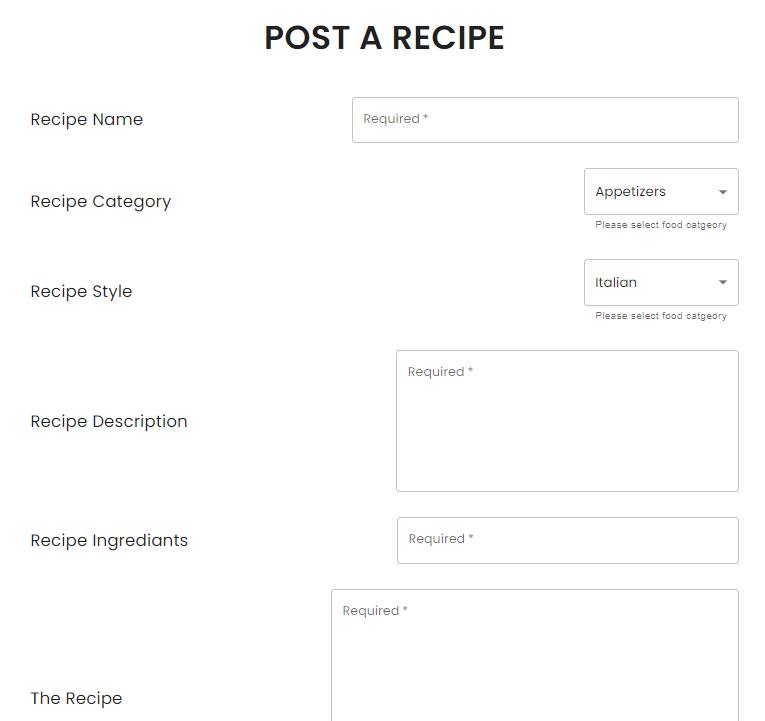 POST A RECIPE
Recipe Name
Required *
Recipe Category
Appetizers
Please select food catgeory
Recipe Style
Italian
Please select food catgeory
Recipe Description
Required *
Recipe Ingrediants
Required *
The Recipe
Required *